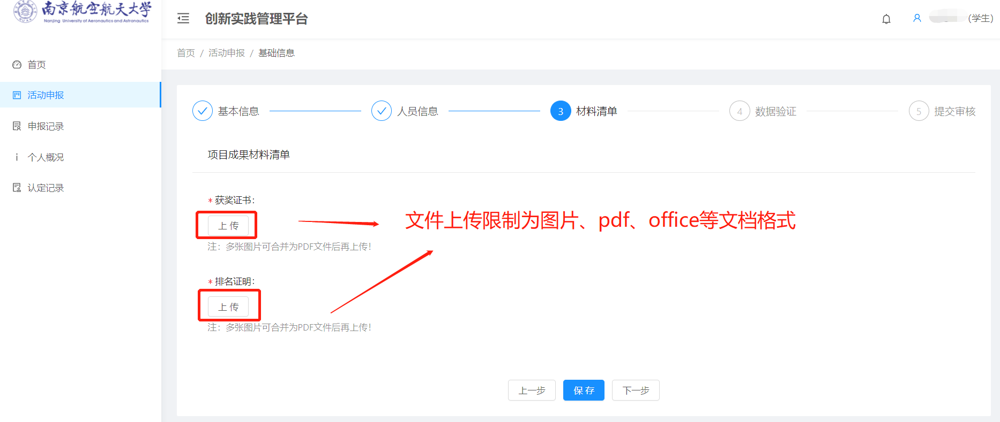 南京航空航天大学
Nanjing University of Aeronautics and Astronautics
创新实践管理平台
(学生)
首页 / 活动申报 / 基础信息
首页
活动申报
申报记录
个人概况
认定记录
基本信息
人员信息
3 材料清单
4 数据验证
5 提交审核
项目成果材料清单
* 获奖证书：
上 传
文件上传限制为图片、pdf、office等文档格式
注：多张图片可合并为PDF文件后再上传！
* 排名证明：
上 传
注：多张图片可合并为PDF文件后再上传！
上一步 保 存 下一步